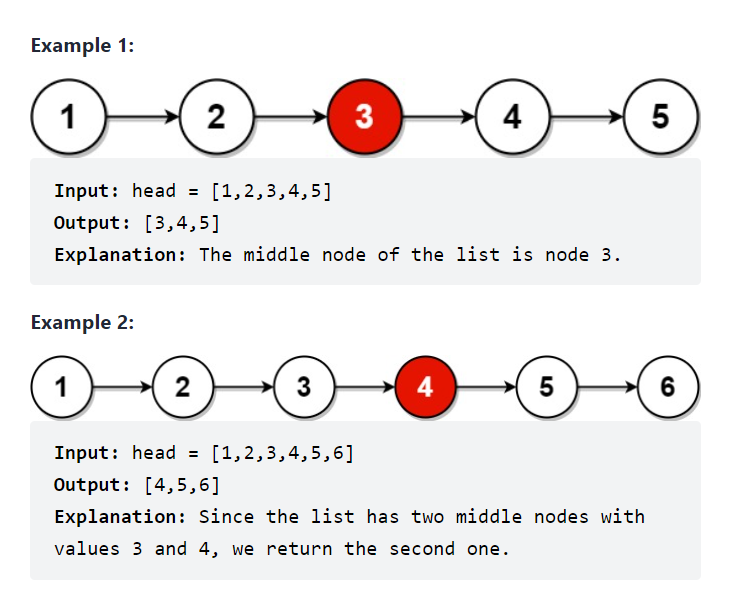 Example 1:
1 2 3 4 5
Input: head = [1,2,3,4,5]
Output: [3,4,5]
Explanation: The middle node of the list is node 3.
Example 2:
1 2 3 4 5 6
Input: head = [1,2,3,4,5,6]
Output: [4,5,6]
Explanation: Since the list has two middle nodes with
values 3 and 4, we return the second one.